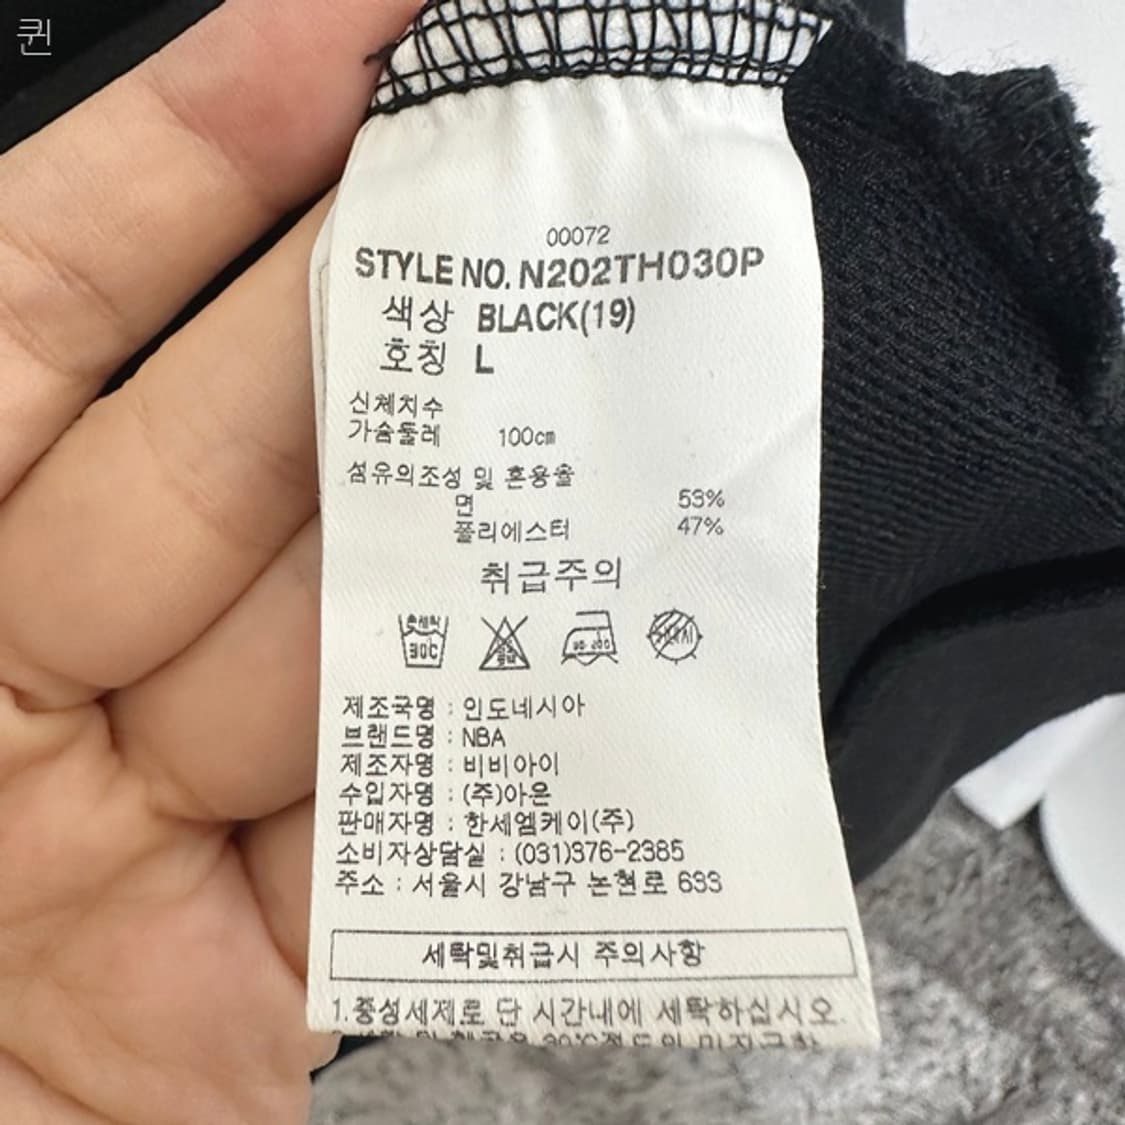 퀸
00072
STYLE NO. N202TH030P
색상 BLACK(19)
호칭 L
신체치수
가슴둘레 100cm
섬유의조성 및 혼용율
면 53%
폴리에스터 47%
취급주의
손세탁
30℃
제조국명 : 인도네시아
브랜드명 : NBA
제조자명 : 비비아이
수입자명 : (주)아은
판매자명 : 한세엠케이(주)
소비자상담실 : (031)376-2385
주소 : 서울시 강남구 논현로 633
세탁및취급시 주의사항
1.중성세제로 단 시간내에 세탁하십시오.